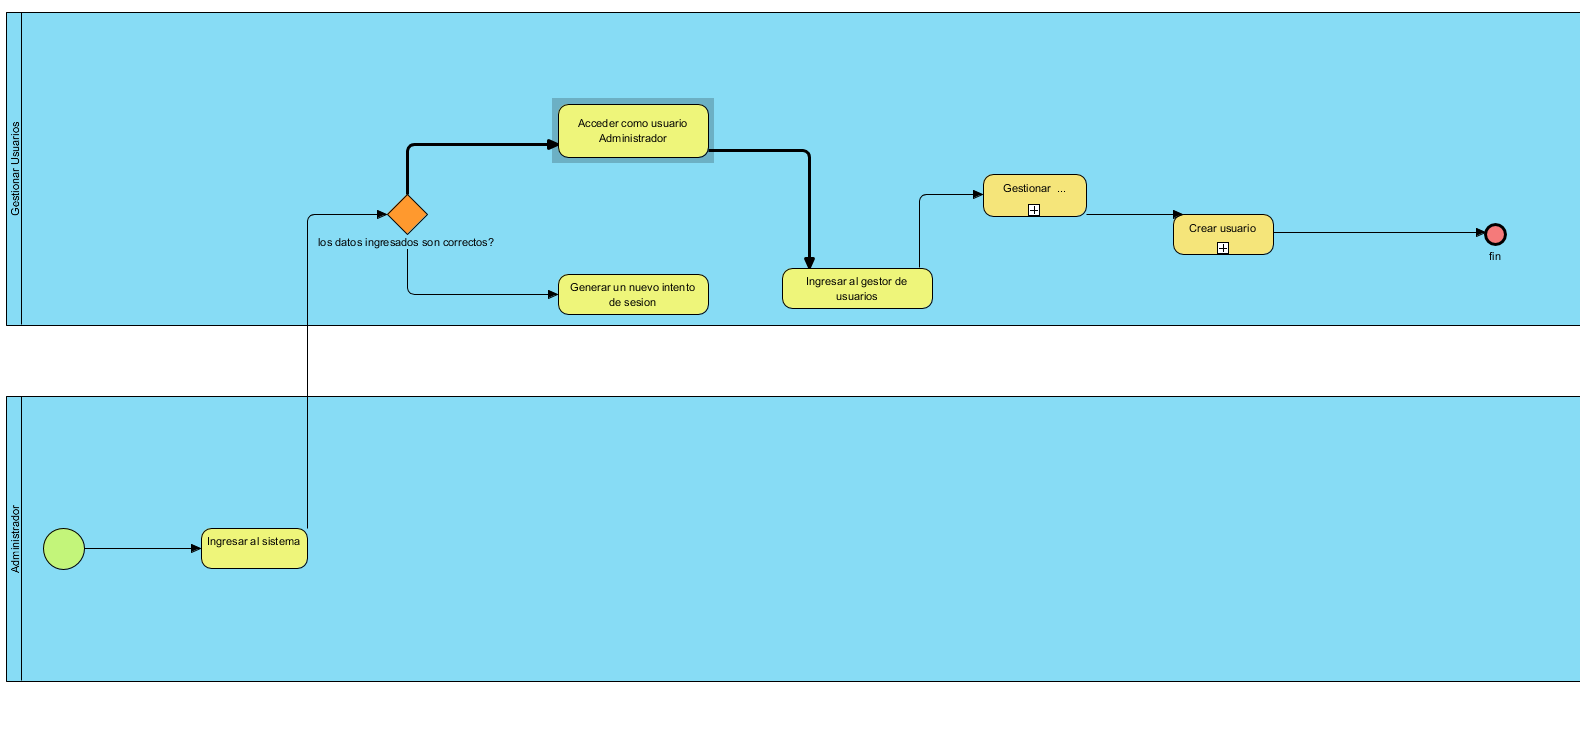 Gestionar Usuarios
Acceder como usuario
Administrador
los datos ingresados son correctos?
Generar un nuevo intento
de sesion
Ingresar al gestor de
usuarios
Gestionar ...
Crear usuario
fin
Administrador
Ingresar al sistema